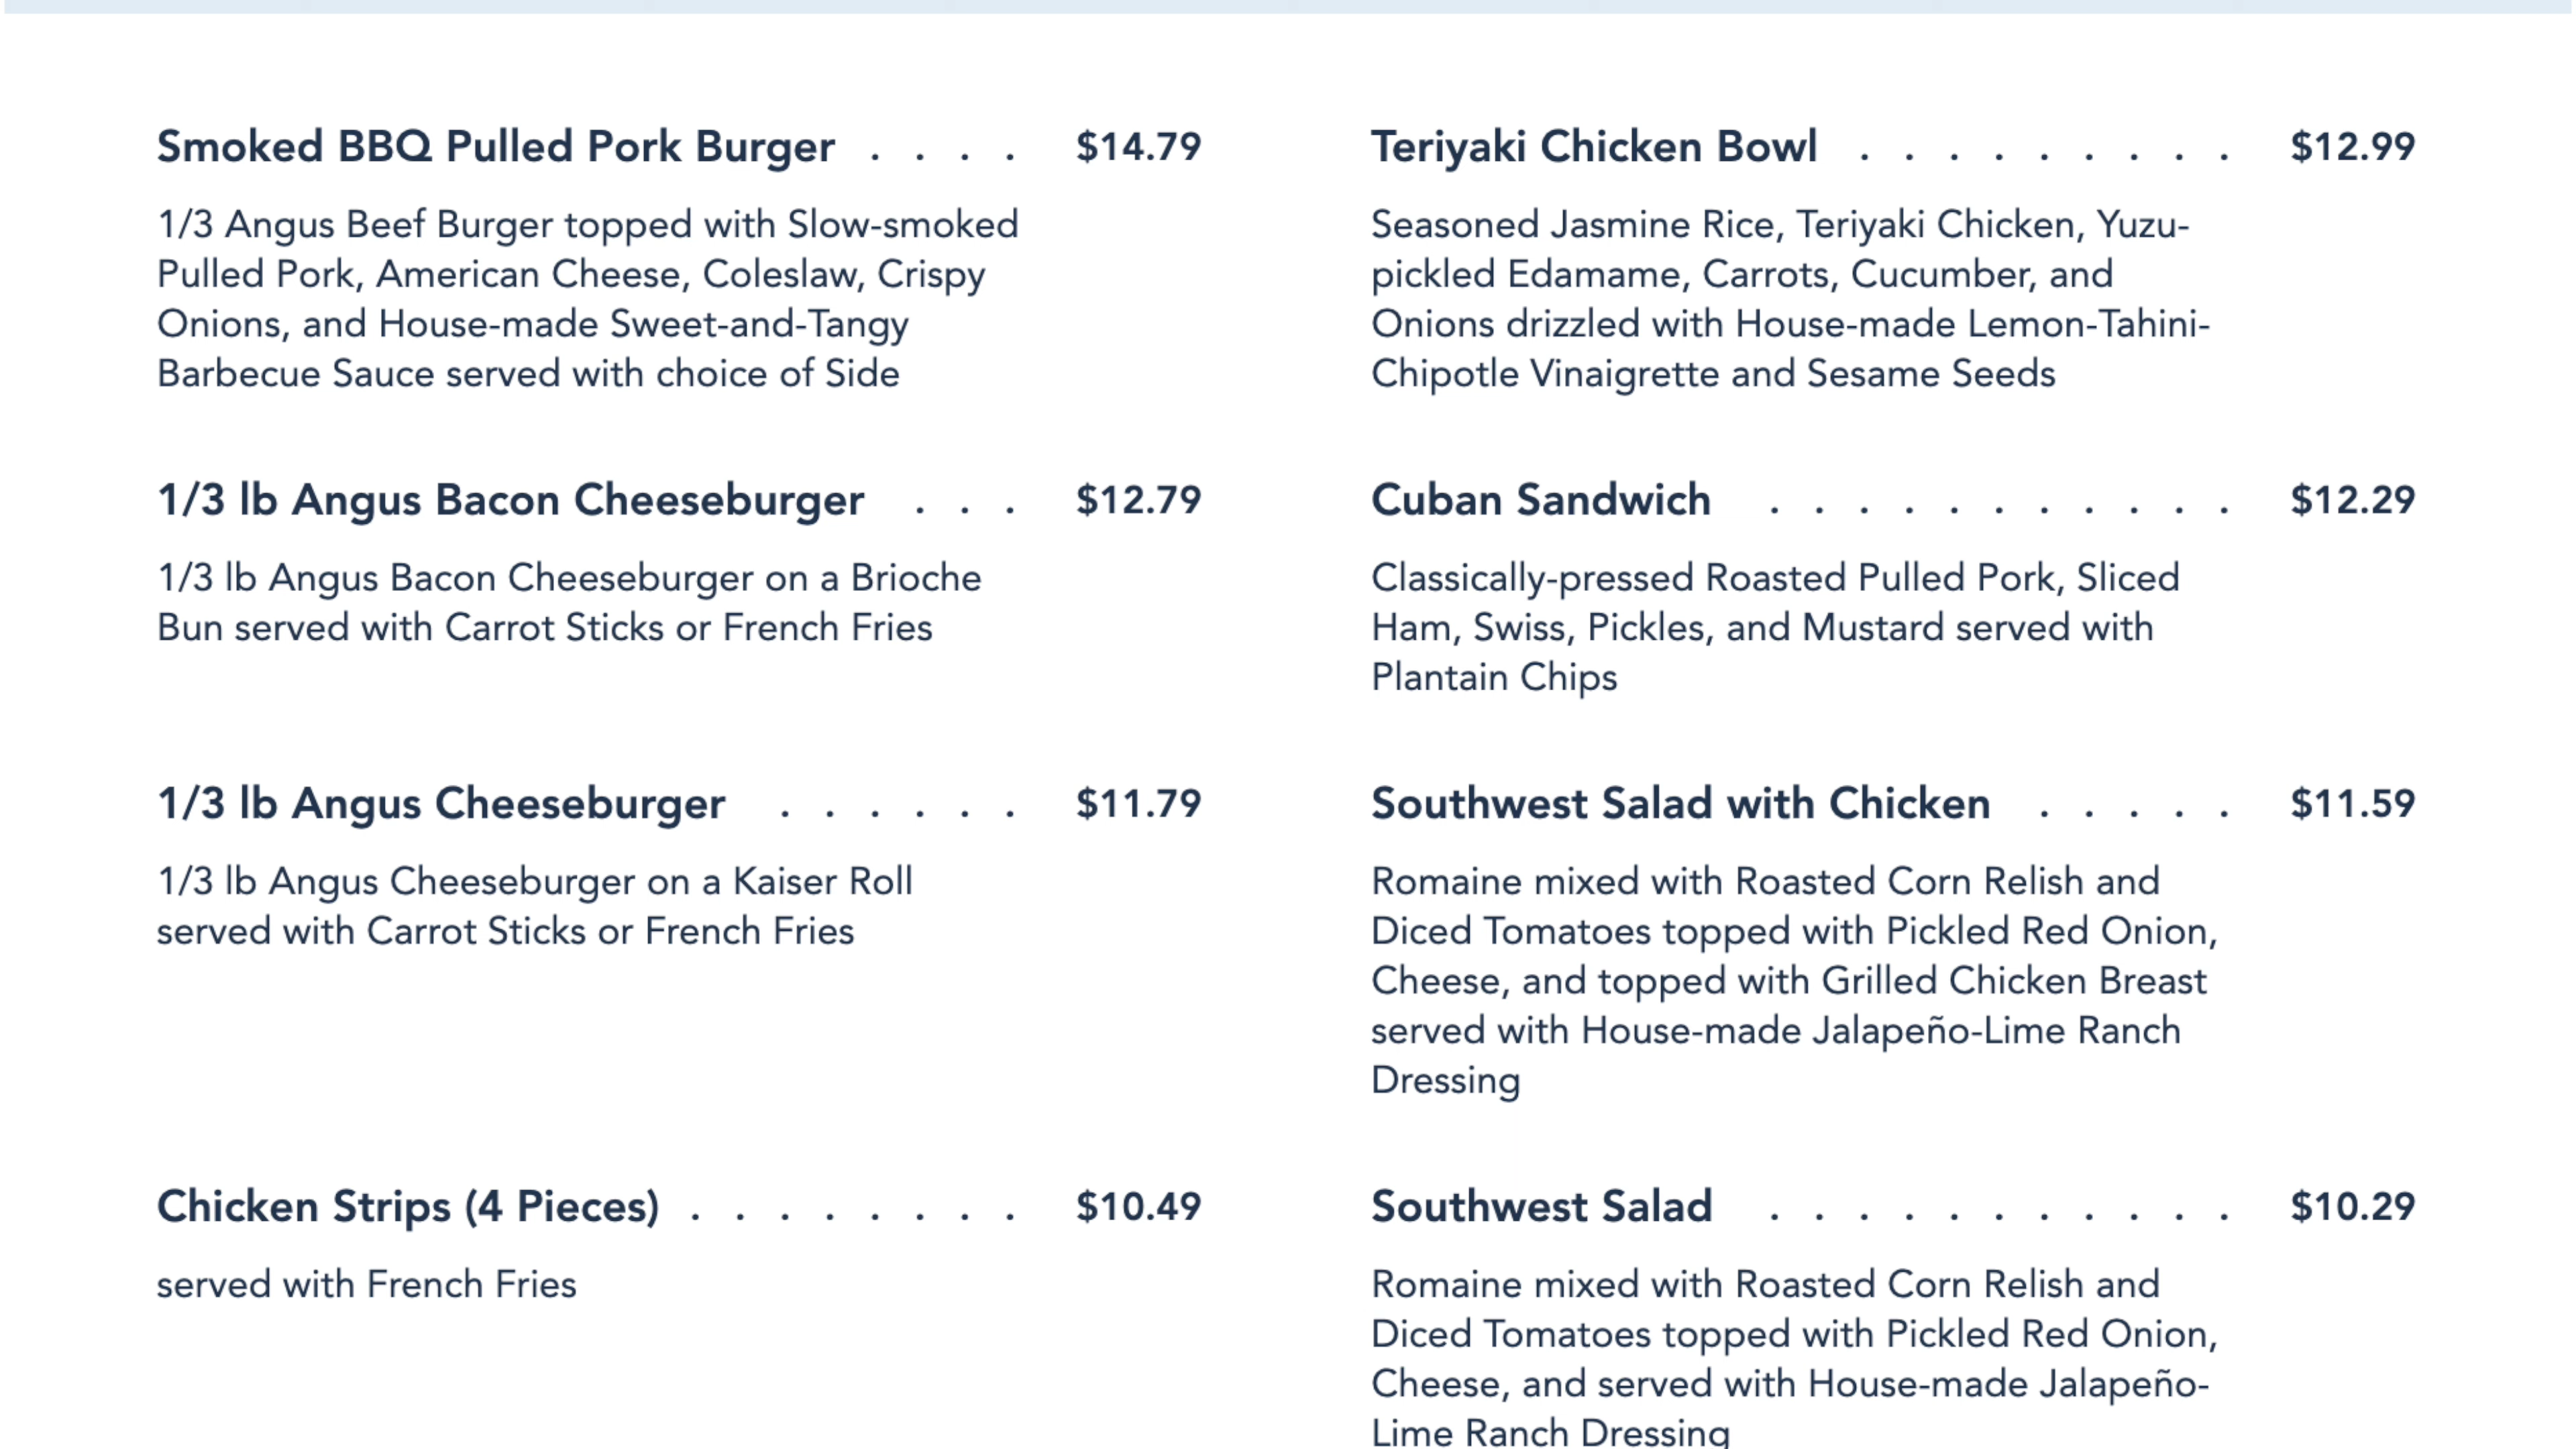 Smoked BBQ Pulled Pork Burger . . . . $14.79
1/3 Angus Beef Burger topped with Slow-smoked
Pulled Pork, American Cheese, Coleslaw, Crispy
Onions, and House-made Sweet-and-Tangy
Barbecue Sauce served with choice of Side
1/3 lb Angus Bacon Cheeseburger . . . $12.79
1/3 lb Angus Bacon Cheeseburger on a Brioche
Bun served with Carrot Sticks or French Fries
1/3 lb Angus Cheeseburger . . . . . . $11.79
1/3 lb Angus Cheeseburger on a Kaiser Roll
served with Carrot Sticks or French Fries
Chicken Strips (4 Pieces) . . . . . . . . $10.49
served with French Fries
Teriyaki Chicken Bowl . . . . . . . . . $12.99
Seasoned Jasmine Rice, Teriyaki Chicken, Yuzu-
pickled Edamame, Carrots, Cucumber, and
Onions drizzled with House-made Lemon-Tahini-
Chipotle Vinaigrette and Sesame Seeds
Cuban Sandwich . . . . . . . . . . . $12.29
Classically-pressed Roasted Pulled Pork, Sliced
Ham, Swiss, Pickles, and Mustard served with
Plantain Chips
Southwest Salad with Chicken . . . . . $11.59
Romaine mixed with Roasted Corn Relish and
Diced Tomatoes topped with Pickled Red Onion,
Cheese, and topped with Grilled Chicken Breast
served with House-made Jalapeño-Lime Ranch
Dressing
Southwest Salad . . . . . . . . . . . $10.29
Romaine mixed with Roasted Corn Relish and
Diced Tomatoes topped with Pickled Red Onion,
Cheese, and served with House-made Jalapeño-
Lime Ranch Dressing